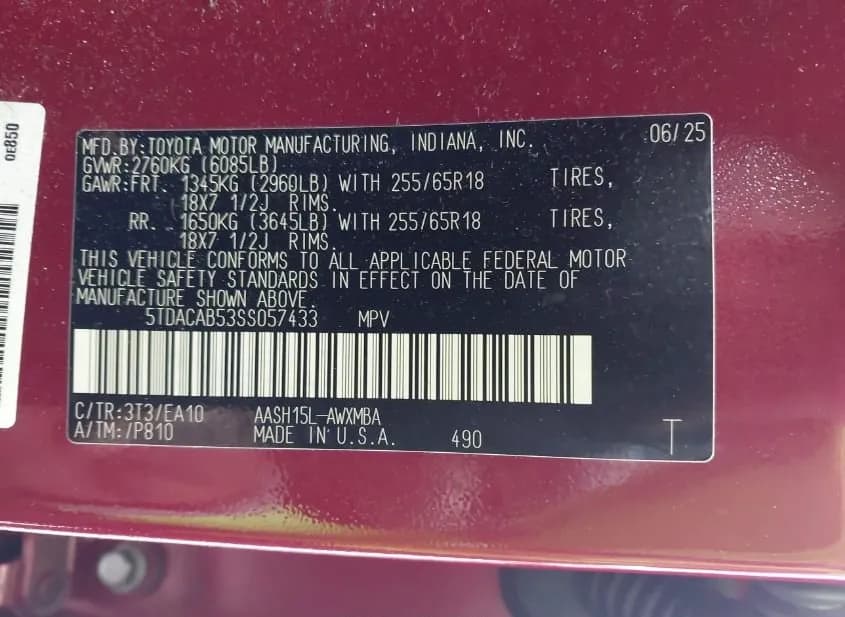 0E850
MFD.BY:TOYOTA MOTOR MANUFACTURING, INDIANA, INC. 06/25
GVWR:2760KG (6085LB)
GAWR:FRT. 1345KG (2960LB) WITH 255/65R18 TIRES,
18X7 1/2J RIMS.
RR. 1650KG (3645LB) WITH 255/65R18 TIRES,
18X7 1/2J RIMS.
THIS VEHICLE CONFORMS TO ALL APPLICABLE FEDERAL MOTOR
VEHICLE SAFETY STANDARDS IN EFFECT ON THE DATE OF
MANUFACTURE SHOWN ABOVE.
5TDACAB53SS057433 MPV
C/TR:3T3/EA10 AASH15L-AWXMBA
A/TM:/P810 MADE IN U.S.A. 490 T